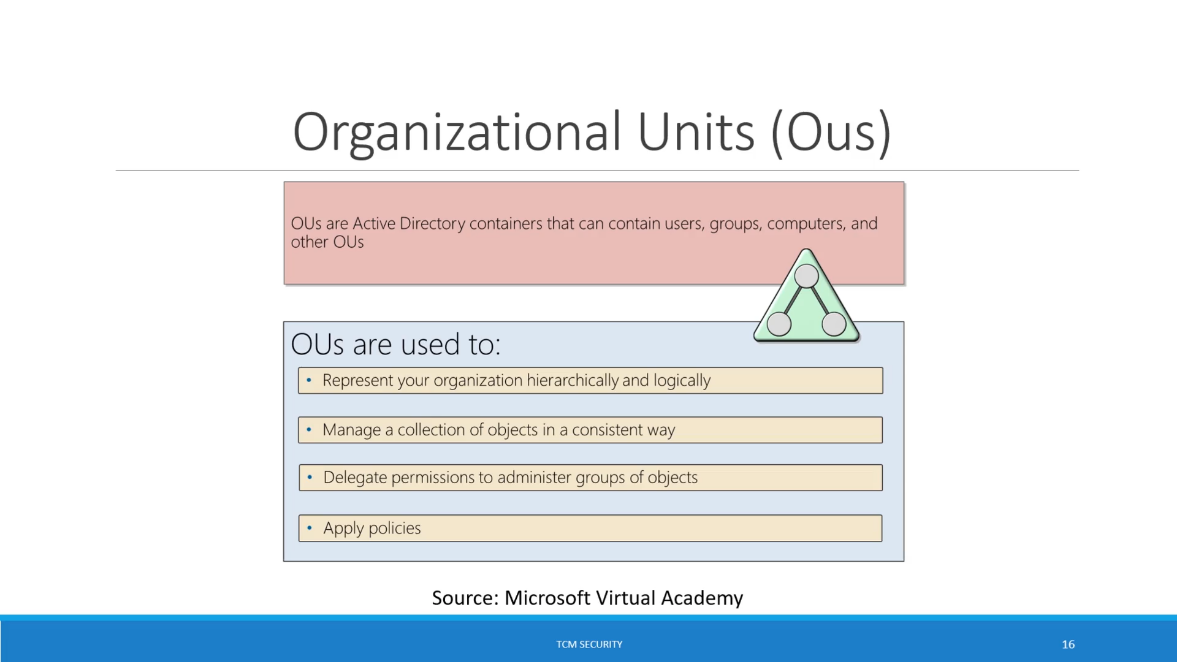 Organizational Units (Ous)
OUs are Active Directory containers that can contain users, groups, computers, and
other OUs
OUs are used to:
• Represent your organization hierarchically and logically
• Manage a collection of objects in a consistent way
• Delegate permissions to administer groups of objects
• Apply policies
Source: Microsoft Virtual Academy
TCM SECURITY
16